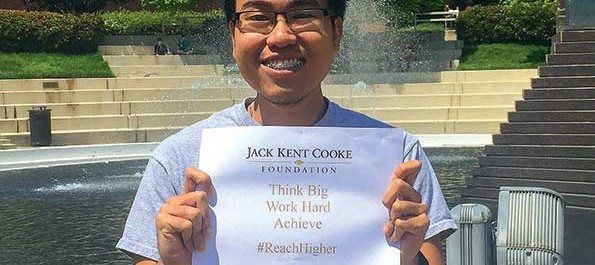 JACK KENT COOKE
FOUNDATION
Think Big
Work Hard
Achieve
#ReachHigher